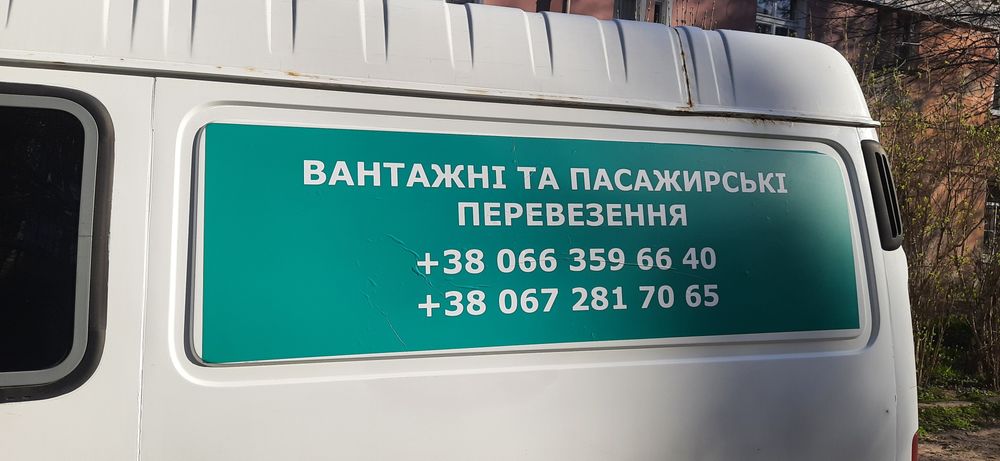 ВАНТАЖНІ ТА ПАСАЖИРСЬКІ
ПЕРЕВЕЗЕННЯ
+38 066 359 66 40
+38 067 281 70 65